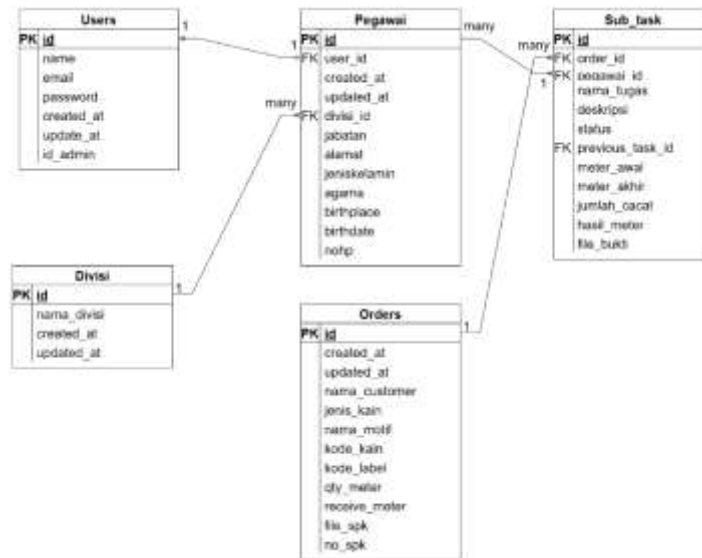 Users
PK id
name
email
password
created_at
update_at
id_admin
1
1
Pegawai
PK id
FK user_id
created_at
updated_at
FK divisi_id
jabatan
alamat
jeniskelamin
agama
birthplace
birthdate
nohp
many
many
Sub_task
PK id
FK order_id
FK pegawai_id
nama_tugas
deskripsi
status
FK previous_task_id
meter_awal
meter_akhir
jumlah_cacat
hasil_meter
file_bukti
many
1
Divisi
PK id
nama_divisi
created_at
updated_at
1
Orders
PK id
created_at
updated_at
nama_customer
jenis_kain
nama_motif
kode_kain
kode_label
qty_meter
receive_meter
file_spk
no_spk
1